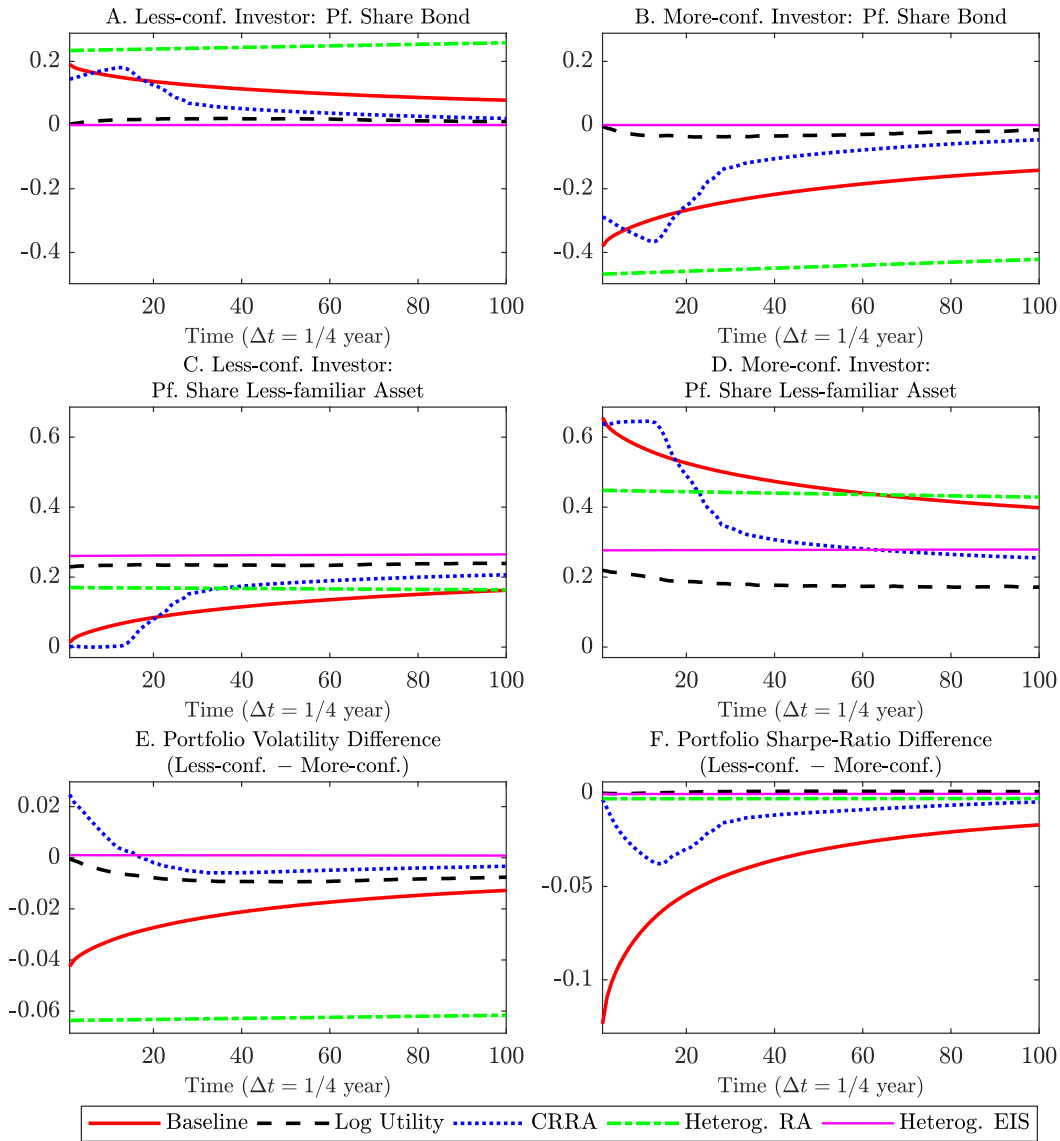 A. Less-conf. Investor: Pf. Share Bond
0.2
0
-0.2
-0.4
20 40 60 80 100
Time (Δt = 1/4 year)
B. More-conf. Investor: Pf. Share Bond
0.2
0
-0.2
-0.4
20 40 60 80 100
Time (Δt = 1/4 year)
C. Less-conf. Investor:
Pf. Share Less-familiar Asset
0.6
0.4
0.2
0
20 40 60 80 100
Time (Δt = 1/4 year)
D. More-conf. Investor:
Pf. Share Less-familiar Asset
0.6
0.4
0.2
0
20 40 60 80 100
Time (Δt = 1/4 year)
E. Portfolio Volatility Difference
(Less-conf. − More-conf.)
0.02
0
-0.02
-0.04
-0.06
20 40 60 80 100
Time (Δt = 1/4 year)
F. Portfolio Sharpe-Ratio Difference
(Less-conf. − More-conf.)
0
-0.05
-0.1
20 40 60 80 100
Time (Δt = 1/4 year)
Baseline Log Utility CRRA Heterog. RA Heterog. EIS